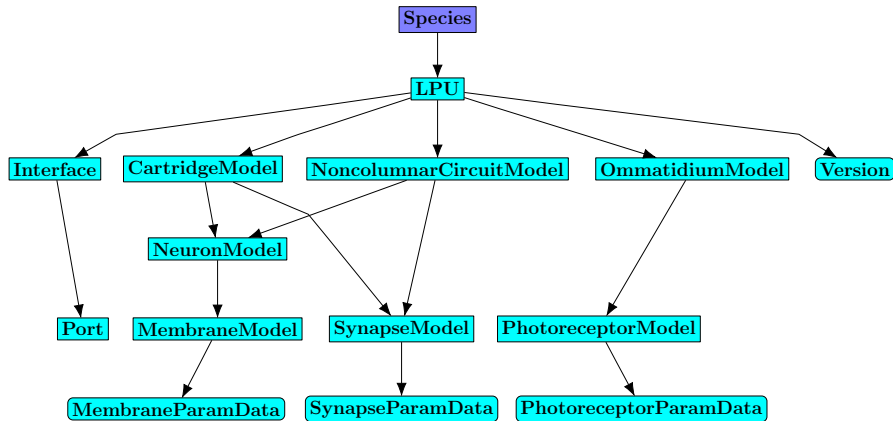 Species
LPU
Interface
CartridgeModel
NoncolumnarCircuitModel
OmmatidiumModel
Version
NeuronModel
Port
MembraneModel
SynapseModel
PhotoreceptorModel
MembraneParamData
SynapseParamData
PhotoreceptorParamData